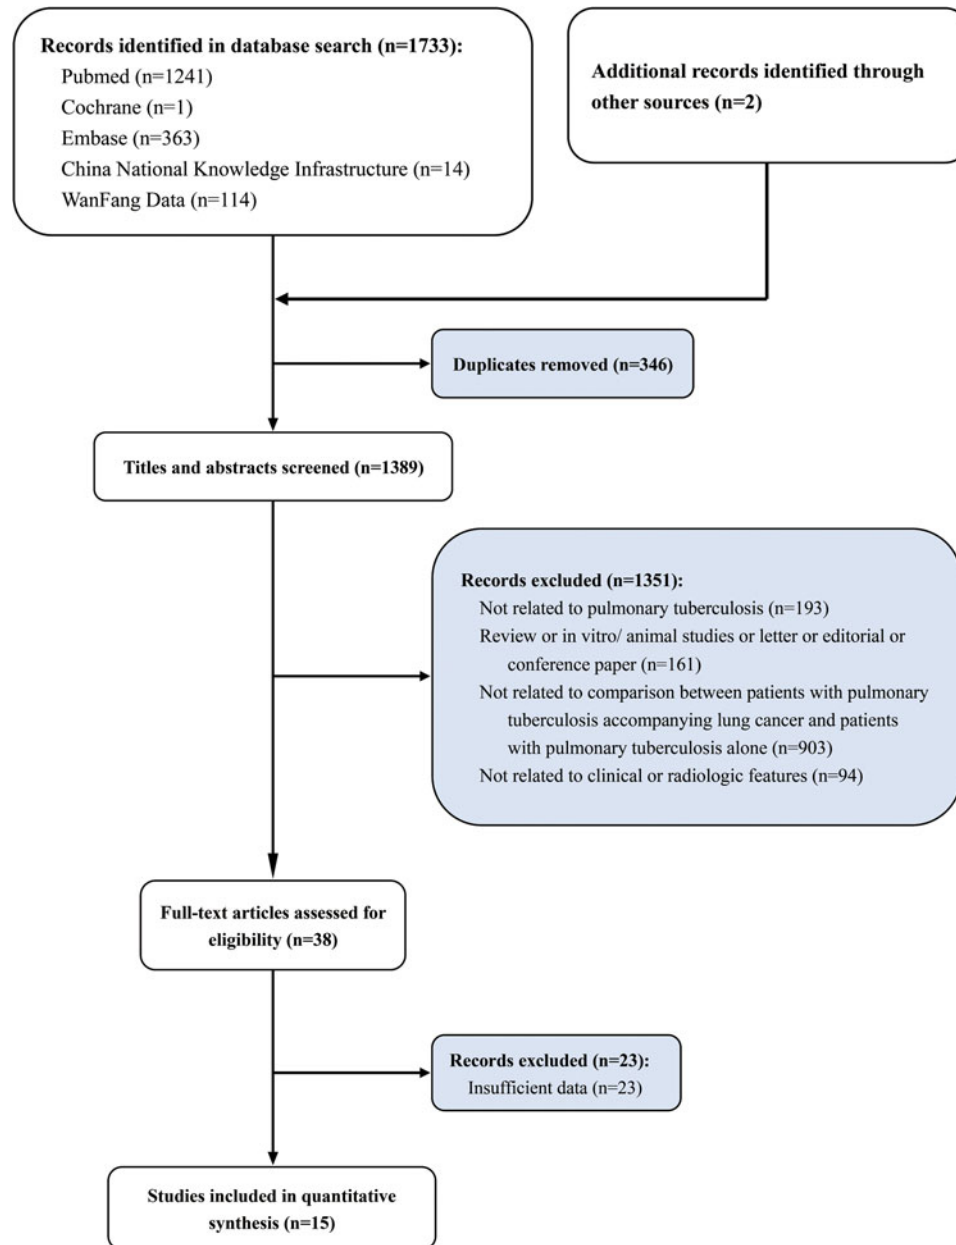 Records identified in database search (n=1733):
Pubmed (n=1241)
Cochrane (n=1)
Embase (n=363)
China National Knowledge Infrastructure (n=14)
WanFang Data (n=114)
Additional records identified through
other sources (n=2)
Duplicates removed (n=346)
Titles and abstracts screened (n=1389)
Records excluded (n=1351):
Not related to pulmonary tuberculosis (n=193)
Review or in vitro/ animal studies or letter or editorial or
conference paper (n=161)
Not related to comparison between patients with pulmonary
tuberculosis accompanying lung cancer and patients
with pulmonary tuberculosis alone (n=903)
Not related to clinical or radiologic features (n=94)
Full-text articles assessed for
eligibility (n=38)
Records excluded (n=23):
Insufficient data (n=23)
Studies included in quantitative
synthesis (n=15)